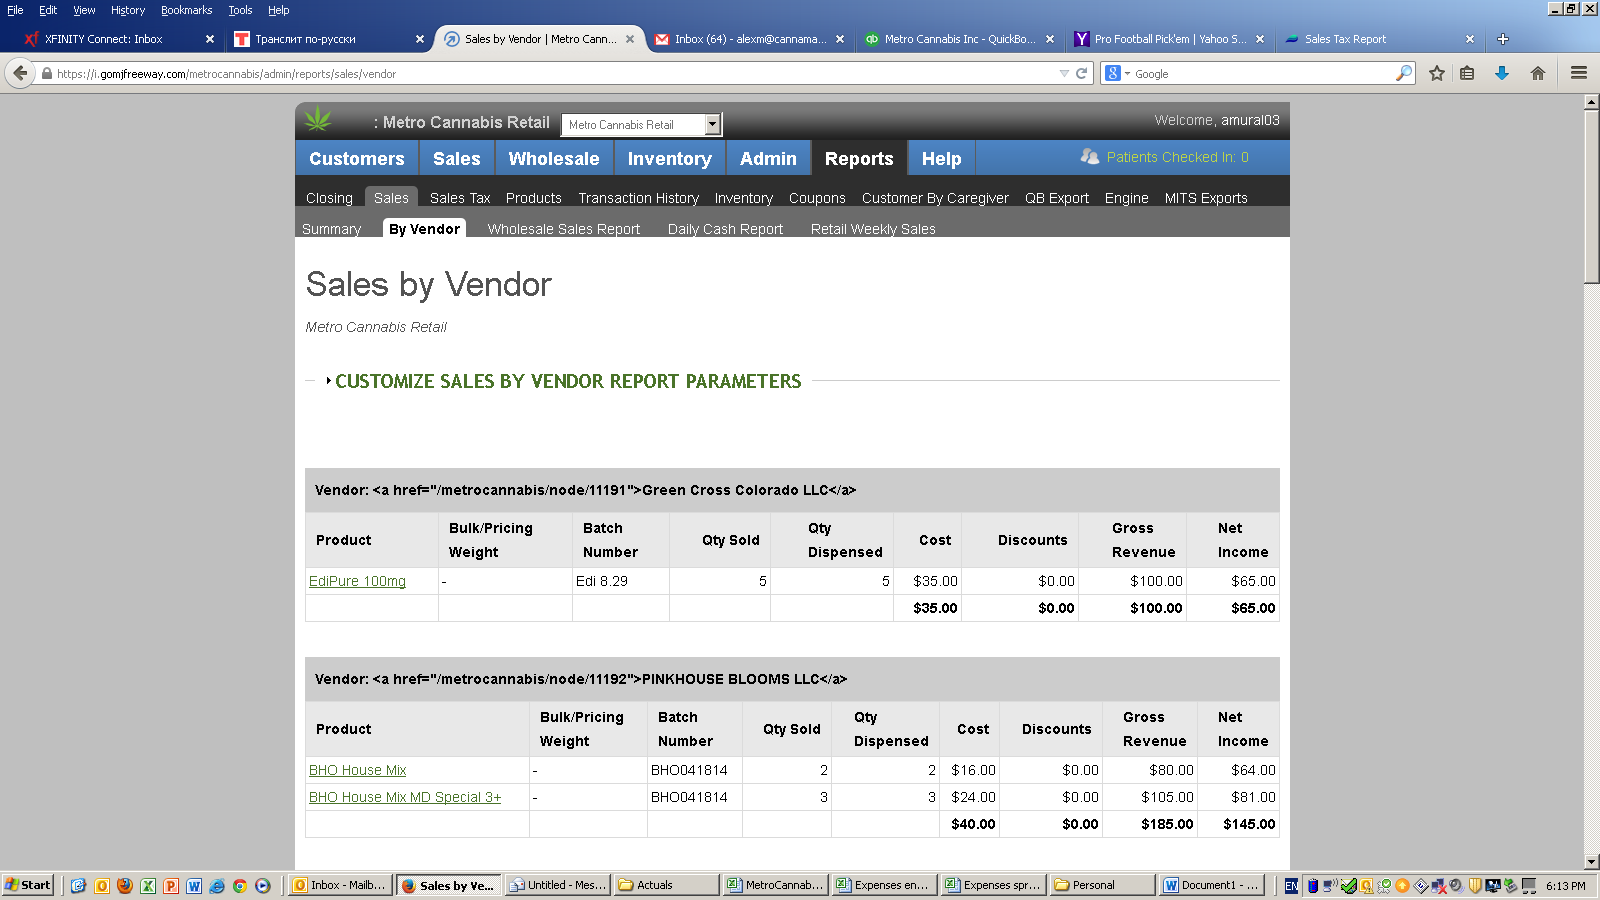 File Edit View History Bookmarks Tools Help
XFINITY Connect: Inbox
Транслит по-русски
Sales by Vendor | Metro Cann...
Inbox (64) - alexm@cannama...
Metro Cannabis Inc - QuickBo...
Pro Football Pick'em | Yahoo S...
Sales Tax Report
https://i.gomjfreeway.com/metrocannabis/admin/reports/sales/vendor
Google
: Metro Cannabis Retail
Metro Cannabis Retail
Welcome, amural03
Customers Sales Wholesale Inventory Admin Reports Help
Patients Checked In: 0
Closing Sales Sales Tax Products Transaction History Inventory Coupons Customer By Caregiver QB Export Engine MITS Exports
Summary By Vendor Wholesale Sales Report Daily Cash Report Retail Weekly Sales
Sales by Vendor
Metro Cannabis Retail
CUSTOMIZE SALES BY VENDOR REPORT PARAMETERS
Vendor: <a href="/metrocannabis/node/11191">Green Cross Colorado LLC</a>
Product Bulk/Pricing Weight Batch Number Qty Sold Qty Dispensed Cost Discounts Gross Revenue Net Income
EdiPure 100mg - Edi 8.29 5 5 $35.00 $0.00 $100.00 $65.00
$35.00 $0.00 $100.00 $65.00
Vendor: <a href="/metrocannabis/node/11192">PINKHOUSE BLOOMS LLC</a>
Product Bulk/Pricing Weight Batch Number Qty Sold Qty Dispensed Cost Discounts Gross Revenue Net Income
BHO House Mix - BHO041814 2 2 $16.00 $0.00 $80.00 $64.00
BHO House Mix MD Special 3+ - BHO041814 3 3 $24.00 $0.00 $105.00 $81.00
$40.00 $0.00 $185.00 $145.00
Start
Inbox - Mailb...
Sales by Ve...
Untitled - Mes...
Actuals
MetroCannab...
Expenses en...
Expenses spr...
Personal
Document1 - ...
EN
6:13 PM